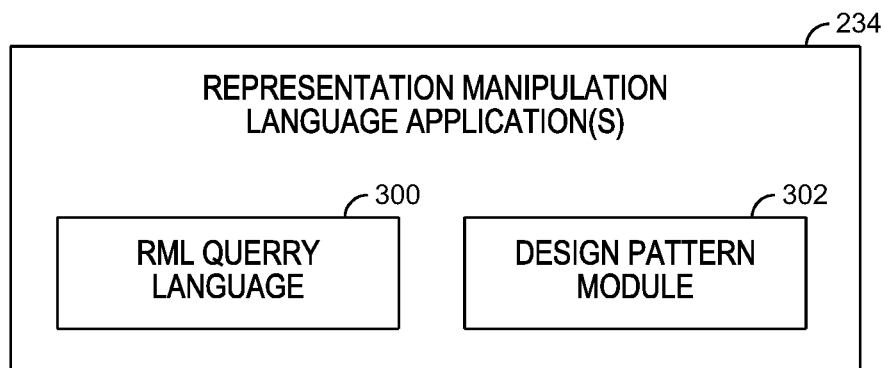 234
REPRESENTATION MANIPULATION
LANGUAGE APPLICATION(S)
300
302
RML QUERRY
LANGUAGE
DESIGN PATTERN
MODULE